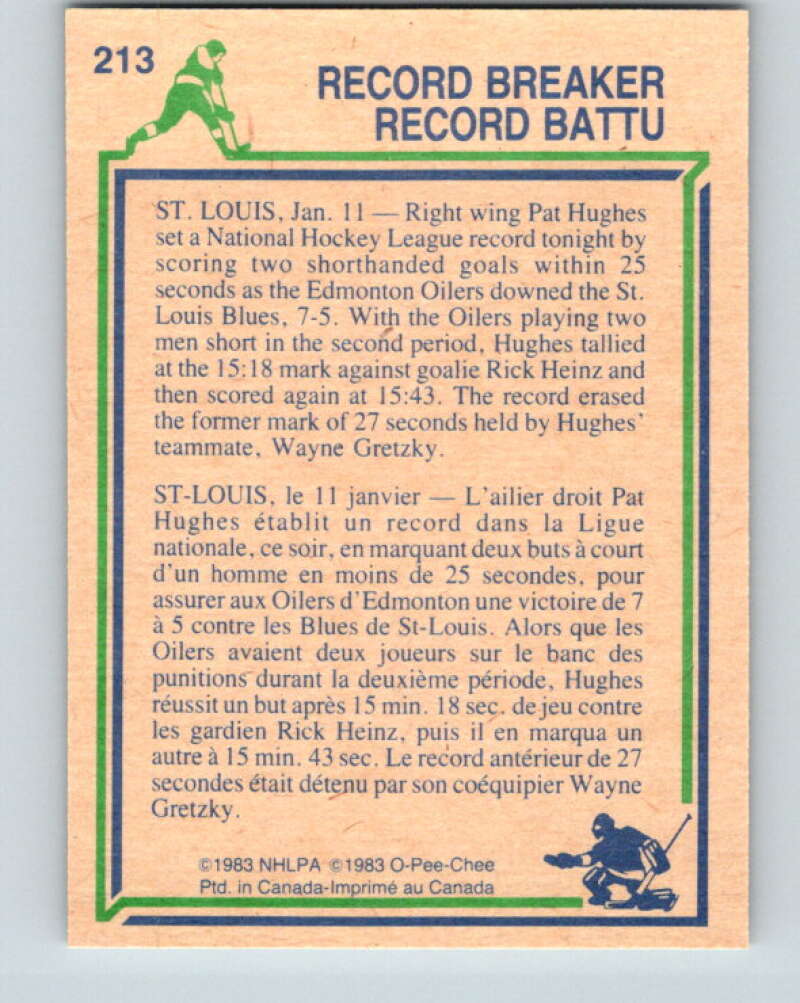 213
RECORD BREAKER
RECORD BATTU
ST. LOUIS, Jan. 11 — Right wing Pat Hughes
set a National Hockey League record tonight by
scoring two shorthanded goals within 25
seconds as the Edmonton Oilers downed the St.
Louis Blues, 7-5. With the Oilers playing two
men short in the second period, Hughes tallied
at the 15:18 mark against goalie Rick Heinz and
then scored again at 15:43. The record erased
the former mark of 27 seconds held by Hughes'
teammate, Wayne Gretzky.
ST-LOUIS, le 11 janvier — L'ailier droit Pat
Hughes établit un record dans la Ligue
nationale, ce soir, en marquant deux buts à court
d'un homme en moins de 25 secondes, pour
assurer aux Oilers d'Edmonton une victoire de 7
à 5 contre les Blues de St-Louis. Alors que les
Oilers avaient deux joueurs sur le banc des
punitions durant la deuxième période, Hughes
réussit un but après 15 min. 18 sec. de jeu contre
les gardien Rick Heinz, puis il en marqua un
autre à 15 min. 43 sec. Le record antérieur de 27
secondes était détenu par son coéquipier Wayne
Gretzky.
©1983 NHLPA ©1983 O-Pee-Chee
Ptd. in Canada-Imprimé au Canada